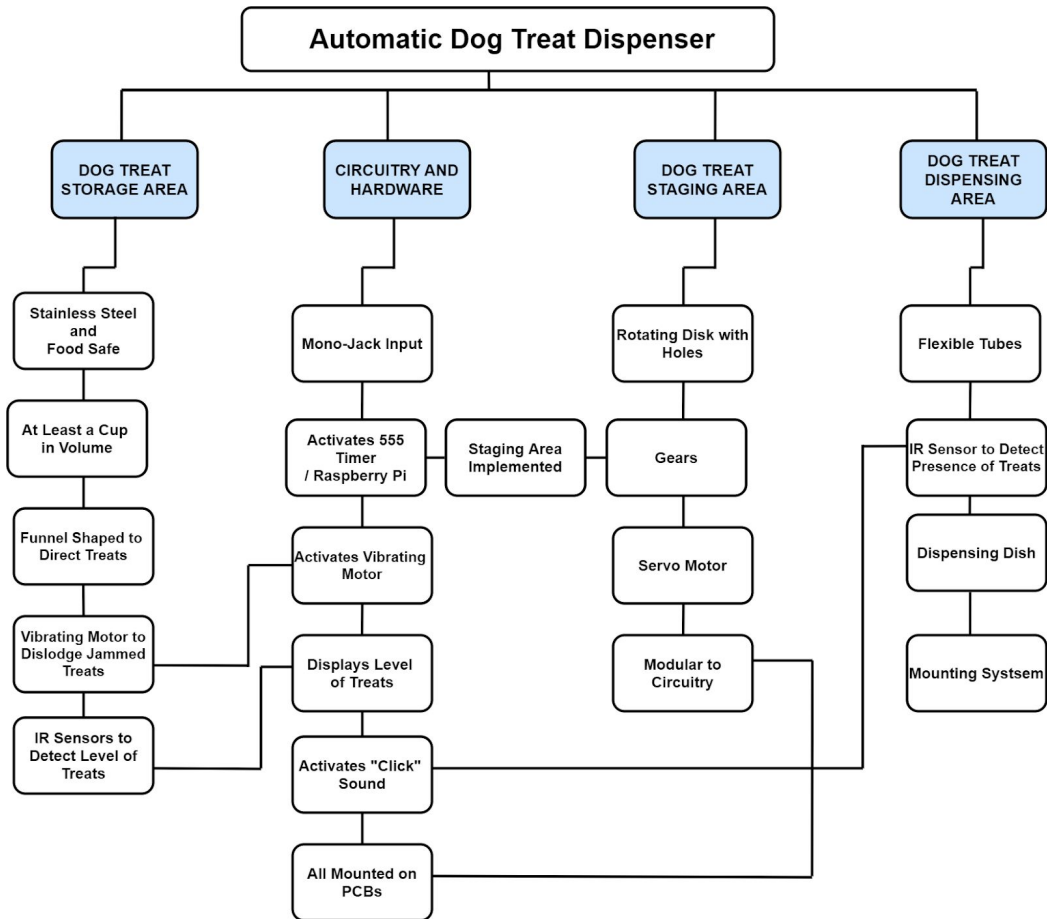 Automatic Dog Treat Dispenser
DOG TREAT
STORAGE AREA
CIRCUITRY AND
HARDWARE
DOG TREAT
STAGING AREA
DOG TREAT
DISPENSING
AREA
Stainless Steel
and
Food Safe
At Least a Cup
in Volume
Funnel Shaped to
Direct Treats
Vibrating Motor to
Dislodge Jammed
Treats
IR Sensors to
Detect Level of
Treats
Mono-Jack Input
Activates 555
Timer
/ Raspberry Pi
Activates Vibrating
Motor
Displays Level
of Treats
Activates "Click"
Sound
All Mounted on
PCBs
Staging Area
Implemented
Rotating Disk with
Holes
Gears
Servo Motor
Modular to
Circuitry
Flexible Tubes
IR Sensor to Detect
Presence of Treats
Dispensing Dish
Mounting Systsem